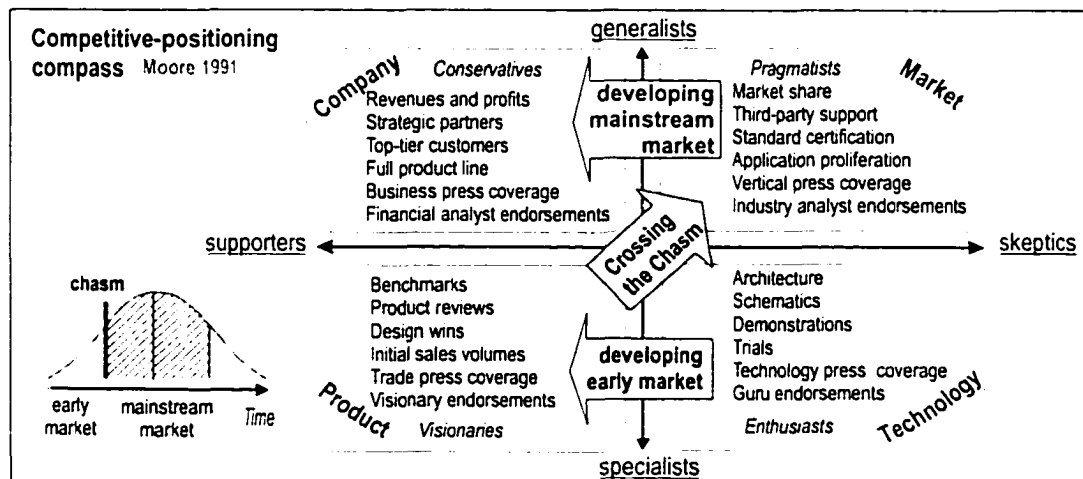 Competitive-positioning
compass Moore 1991
generalists
Company
Conservatives
Revenues and profits
Strategic partners
Top-tier customers
Full product line
Business press coverage
Financial analyst endorsements
developing
mainstream
market
Pragmatists
Market
Market share
Third-party support
Standard certification
Application proliferation
Vertical press coverage
Industry analyst endorsements
supporters
Crossing
the Chasm
skeptics
chasm
early
market
mainstream
market
Time
Benchmarks
Product reviews
Design wins
Initial sales volumes
Trade press coverage
Visionary endorsements
Product
Visionaries
developing
early market
Architecture
Schematics
Demonstrations
Trials
Technology press coverage
Guru endorsements
Enthusiasts
Technology
specialists